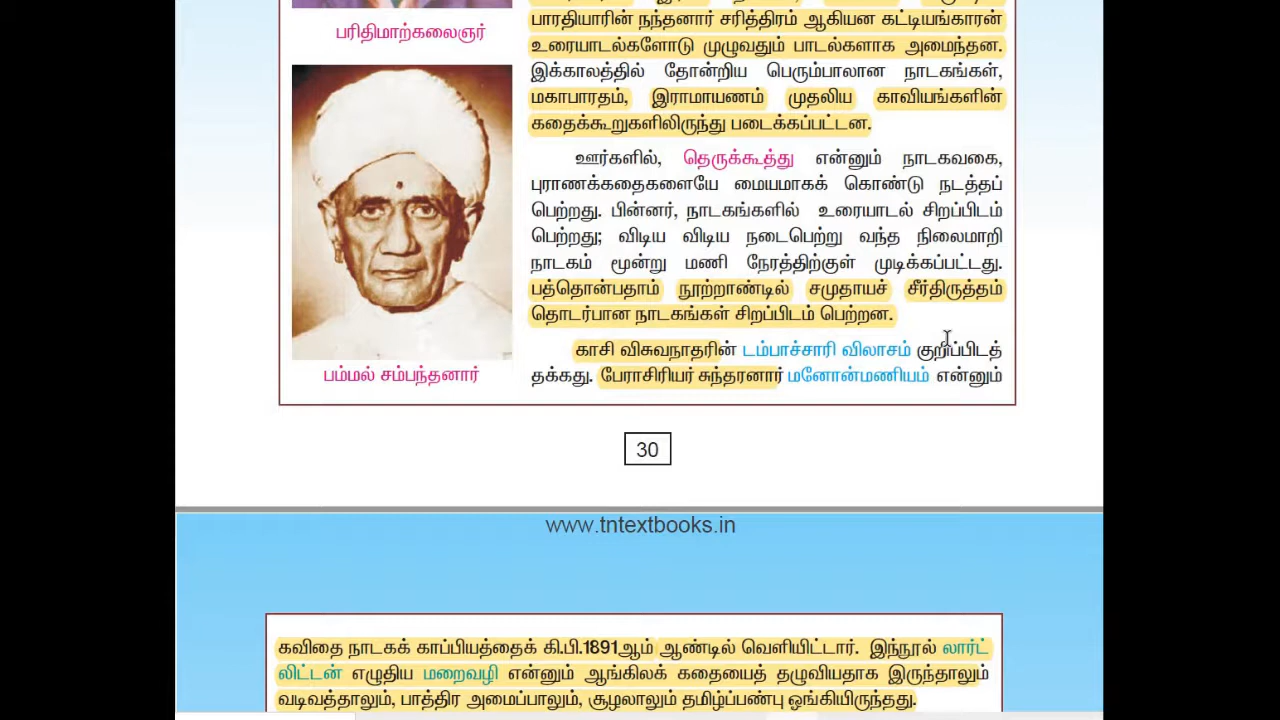 பரிதிமாற்கலைஞர்
பாரதியாரின் நந்தனார் சரித்திரம் ஆகியன கட்டியங்காரன்
உரையாடல்களோடு முழுவதும் பாடல்களாக அமைந்தன.
இக்காலத்தில் தோன்றிய பெரும்பாலான நாடகங்கள்,
மகாபாரதம், இராமாயணம் முதலிய காவியங்களின்
கதைக்கூறுகளிலிருந்து படைக்கப்பட்டன.
ஊர்களில், தெருக்கூத்து என்னும் நாடகவகை,
புராணக்கதைகளையே மையமாகக் கொண்டு நடத்தப்
பெற்றது. பின்னர், நாடகங்களில் உரையாடல் சிறப்பிடம்
பெற்றது; விடிய விடிய நடைபெற்று வந்த நிலைமாறி
நாடகம் மூன்று மணி நேரத்திற்குள் முடிக்கப்பட்டது.
பத்தொன்பதாம் நூற்றாண்டில் சமுதாயச் சீர்திருத்தம்
தொடர்பான நாடகங்கள் சிறப்பிடம் பெற்றன.
காசி விசுவநாதரின் டம்பாச்சாரி விலாசம் குறிப்பிடத்
தக்கது. பேராசிரியர் சுந்தரனார் மனோன்மணியம் என்னும்
பம்மல் சம்பந்தனார்
30
www.tntextbooks.in
கவிதை நாடகக் காப்பியத்தைக் கி.பி.1891ஆம் ஆண்டில் வெளியிட்டார். இந்நூல் லார்ட்
லிட்டன் எழுதிய மறைவழி என்னும் ஆங்கிலக் கதையைத் தழுவியதாக இருந்தாலும்
வடிவத்தாலும், பாத்திர அமைப்பாலும், சூழலாலும் தமிழ்ப்பண்பு ஓங்கியிருந்தது.